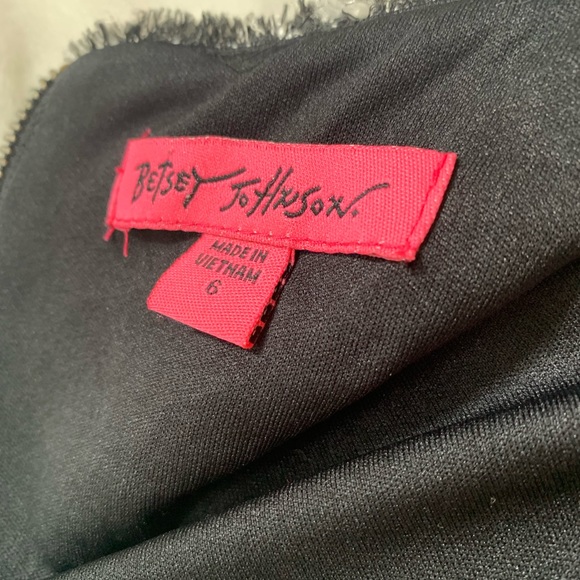 BETSEY JOHNSON.
MADE IN
VIETNAM
6